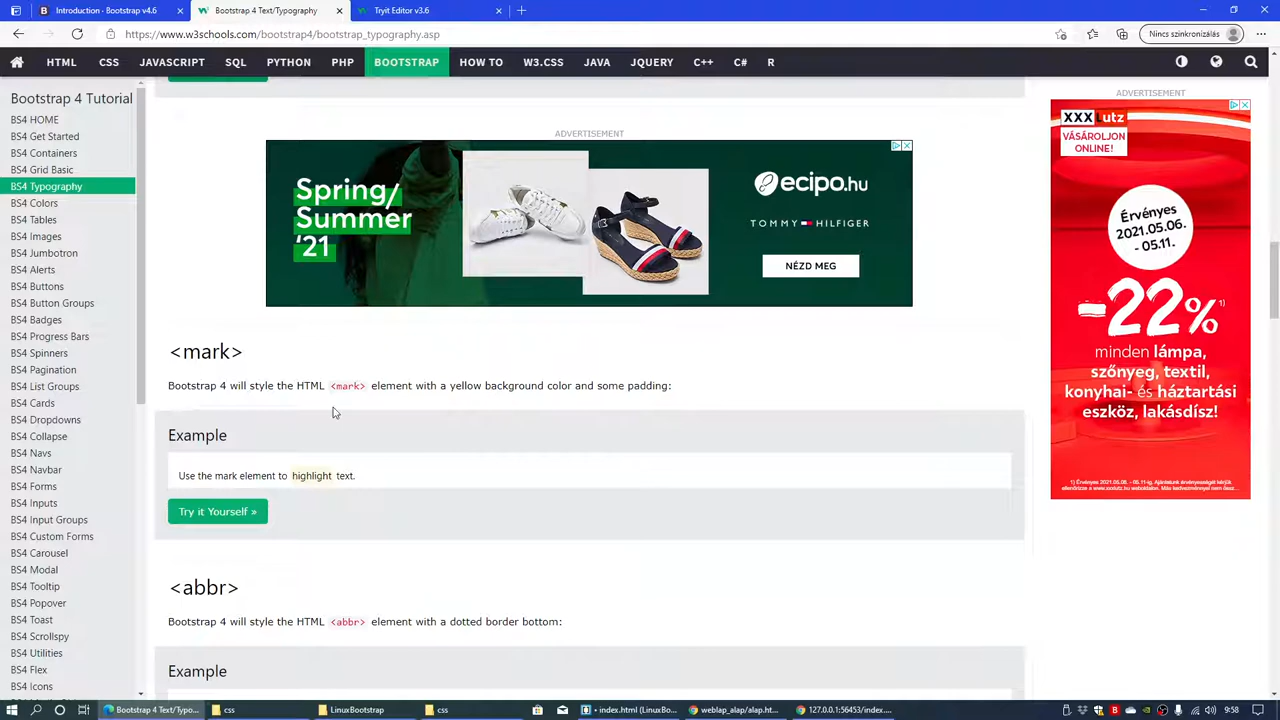 Introduction · Bootstrap v4.6
Bootstrap 4 Text/Typography
Tryit Editor v3.6
https://www.w3schools.com/bootstrap4/bootstrap_typography.asp
Nincs szinkronizálás
HTML CSS JAVASCRIPT SQL PYTHON PHP BOOTSTRAP HOW TO W3.CSS JAVA JQUERY C++ C# R
Bootstrap 4 Tutorial
BS4 HOME
BS4 Get Started
BS4 Containers
BS4 Grid Basic
BS4 Typography
BS4 Colors
BS4 Tables
BS4 Images
BS4 Jumbotron
BS4 Alerts
BS4 Buttons
BS4 Button Groups
BS4 Badges
BS4 Progress Bars
BS4 Spinners
BS4 Pagination
BS4 List Groups
BS4 Cards
BS4 Dropdowns
BS4 Collapse
BS4 Navs
BS4 Navbar
BS4 Forms
BS4 Inputs
BS4 Input Groups
BS4 Custom Forms
BS4 Carousel
BS4 Modal
BS4 Tooltip
BS4 Popover
BS4 Toast
BS4 Scrollspy
BS4 Utilities
BS4 Flex
BS4 Icons
ADVERTISEMENT
Spring/
Summer
'21
ecipo.hu
TOMMY HILFIGER
NÉZD MEG
<mark>
Bootstrap 4 will style the HTML <mark> element with a yellow background color and some padding:
Example
Use the mark element to highlight text.
Try it Yourself »
<abbr>
Bootstrap 4 will style the HTML <abbr> element with a dotted border bottom:
Example
ADVERTISEMENT
XXXLutz
VÁSÁROLJON
ONLINE!
Érvényes
2021.05.06.
- 05.11.
-22%1)
minden lámpa,
szőnyeg, textil,
konyhai- és háztartási
eszköz, lakásdísz!
Bootstrap 4 Text/Typo...
css
LinuxBootstrap
css
• index.html (LinuxBo...
weblap_alap/alap.ht...
127.0.0.1:56453/index....
9:58